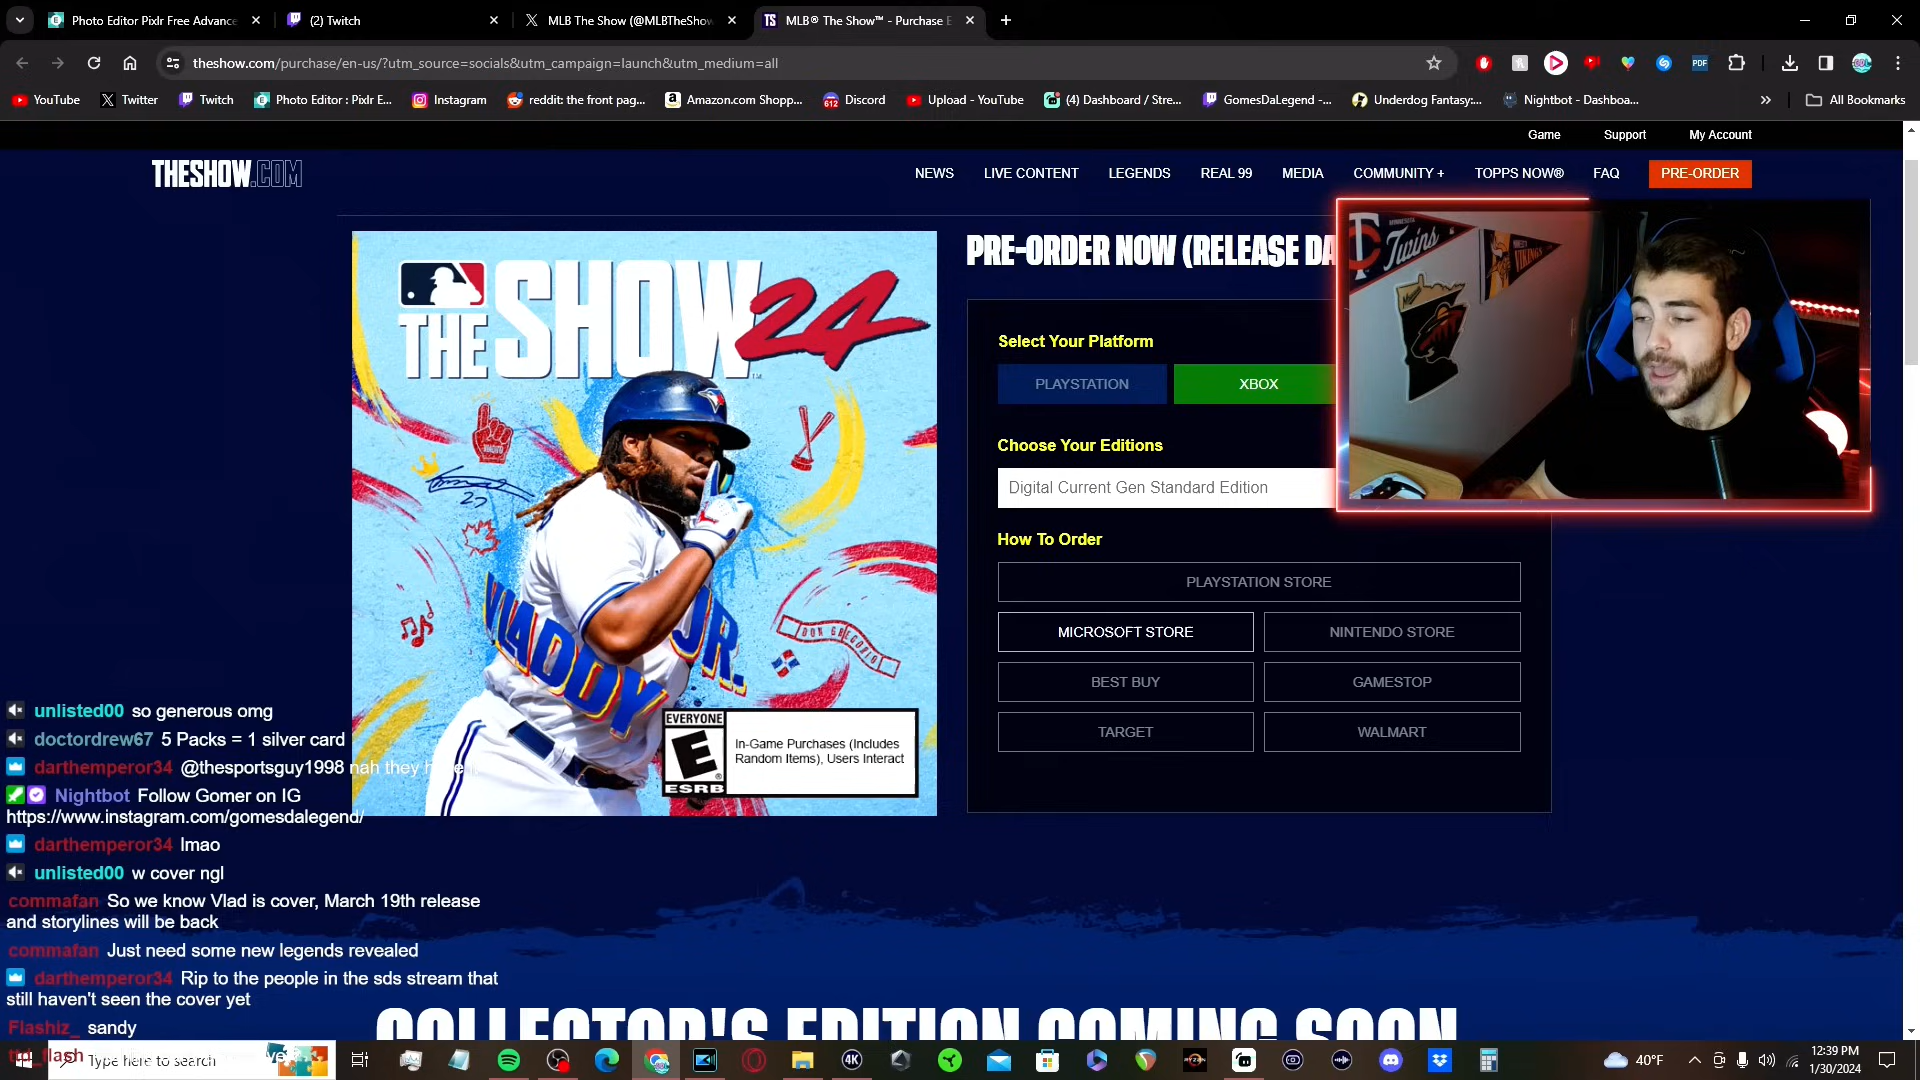 Photo Editor Pixlr Free Advance
(2) Twitch
MLB The Show (@MLBTheShow
TS MLB® The Show™ - Purchase E
theshow.com/purchase/en-us/?utm_source=socials&utm_campaign=launch&utm_medium=all
YouTube
Twitter
Twitch
Photo Editor : Pixlr E...
Instagram
reddit: the front pag...
Amazon.com Shopp...
612 Discord
Upload - YouTube
(4) Dashboard / Stre...
GomesDaLegend -...
Underdog Fantasy:...
Nightbot - Dashboa...
All Bookmarks
PDF
Game Support My Account
THESHOW.COM
NEWS LIVE CONTENT LEGENDS REAL 99 MEDIA COMMUNITY + TOPPS NOW® FAQ PRE-ORDER
PRE-ORDER NOW (RELEASE DA
THE SHOW 24
Twins
VIKINGS
Select Your Platform
PLAYSTATION XBOX
Choose Your Editions
Digital Current Gen Standard Edition
How To Order
PLAYSTATION STORE
MICROSOFT STORE NINTENDO STORE
BEST BUY GAMESTOP
TARGET WALMART
27
DON GREGORIO
VLADDY JR.
EVERYONE
E
ESRB
In-Game Purchases (Includes
Random Items), Users Interact
unlisted00 so generous omg
doctordrew67 5 Packs = 1 silver card
darthemperor34 @thesportsguy1998 nah they
Nightbot Follow Gomer on IG
https://www.instagram.com/gomesdalegend/
darthemperor34 lmao
unlisted00 w cover ngl
commafan So we know Vlad is cover, March 19th release
and storylines will be back
commafan Just need some new legends revealed
darthemperor34 Rip to the people in the sds stream that
still haven't seen the cover yet
Flashiz_ sandy
COLLECTOR'S EDITION COMING SOON
Type here to search
4K
40°F
12:39 PM
1/30/2024